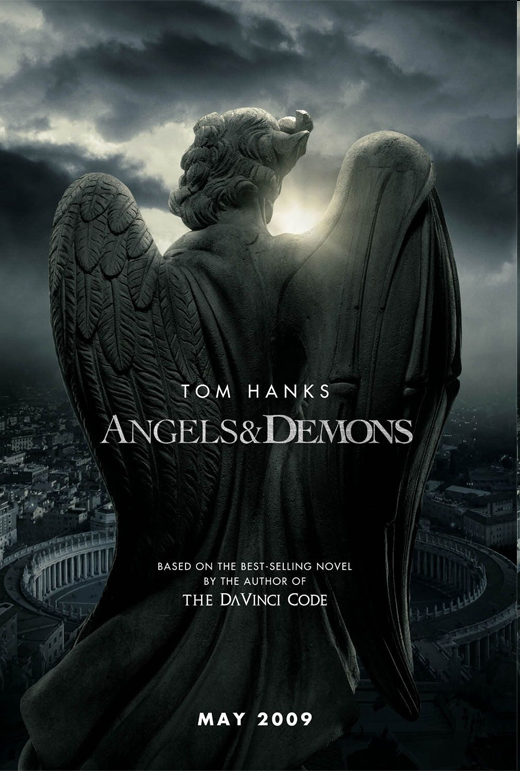 TOM HANKS
ANGELS&DEMONS
BASED ON THE BEST-SELLING NOVEL
BY THE AUTHOR OF
THE DAVINCI CODE
MAY 2009